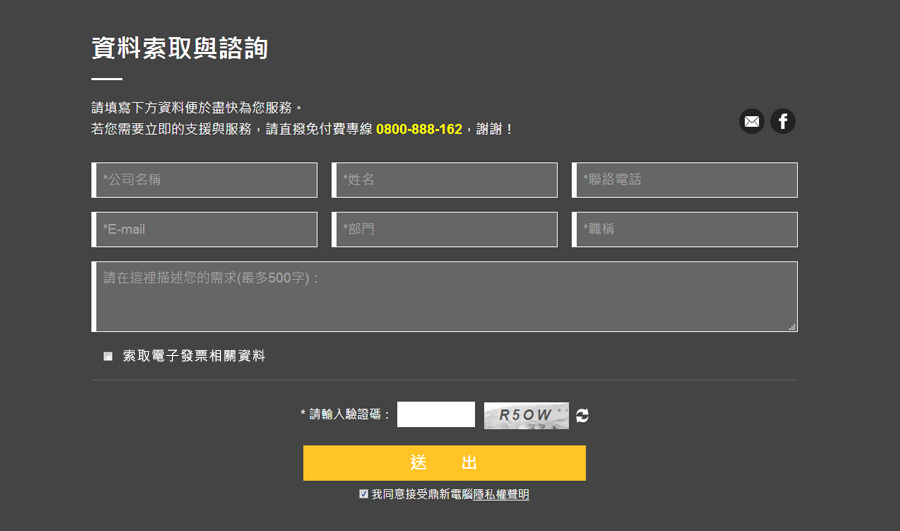 資料索取與諮詢
請填寫下方資料便於盡快為您服務。
若您需要立即的支援與服務，請直撥免付費專線 0800-888-162，謝謝！
*公司名稱
*姓名
*聯絡電話
*E-mail
*部門
*職稱
請在這裡描述您的需求(最多500字)：
索取電子發票相關資料
* 請輸入驗證碼：
R5OW
送 出
我同意接受鼎新電腦隱私權聲明